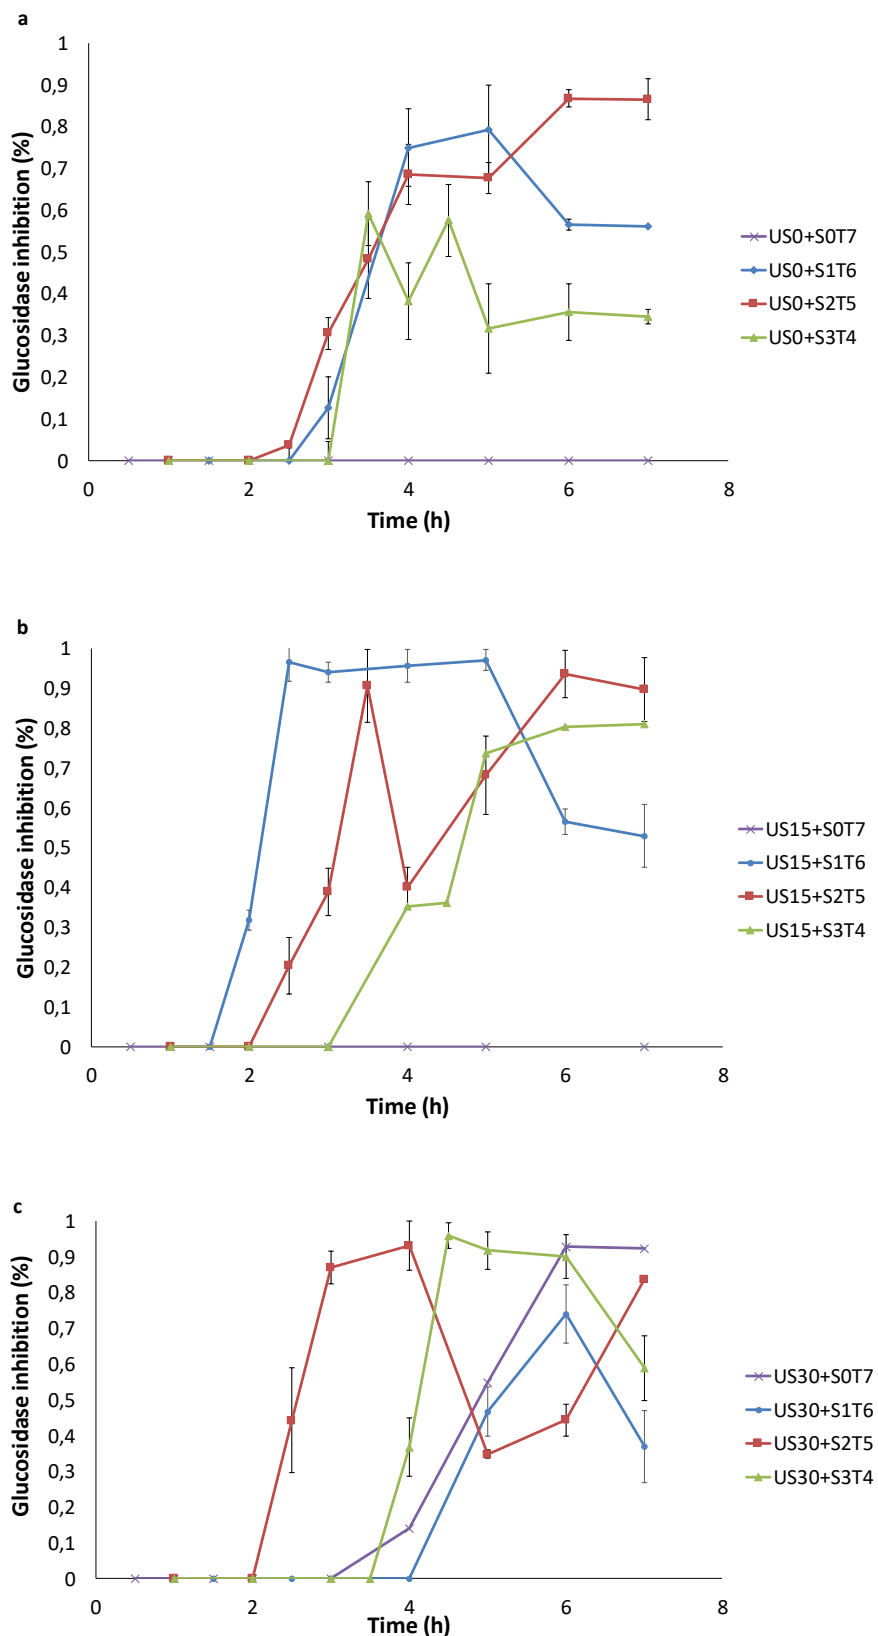 a
1
0,9
0,8
0,7
0,6
0,5
0,4
0,3
0,2
0,1
0
Glucosidase inhibition (%)
0 2 4 6 8
Time (h)
US0+S0T7
US0+S1T6
US0+S2T5
US0+S3T4
b
1
0,9
0,8
0,7
0,6
0,5
0,4
0,3
0,2
0,1
0
Glucosidase inhibition (%)
0 2 4 6 8
Time (h)
US15+S0T7
US15+S1T6
US15+S2T5
US15+S3T4
c
1
0,9
0,8
0,7
0,6
0,5
0,4
0,3
0,2
0,1
0
Glucosidase inhibition (%)
0 2 4 6 8
Time (h)
US30+S0T7
US30+S1T6
US30+S2T5
US30+S3T4